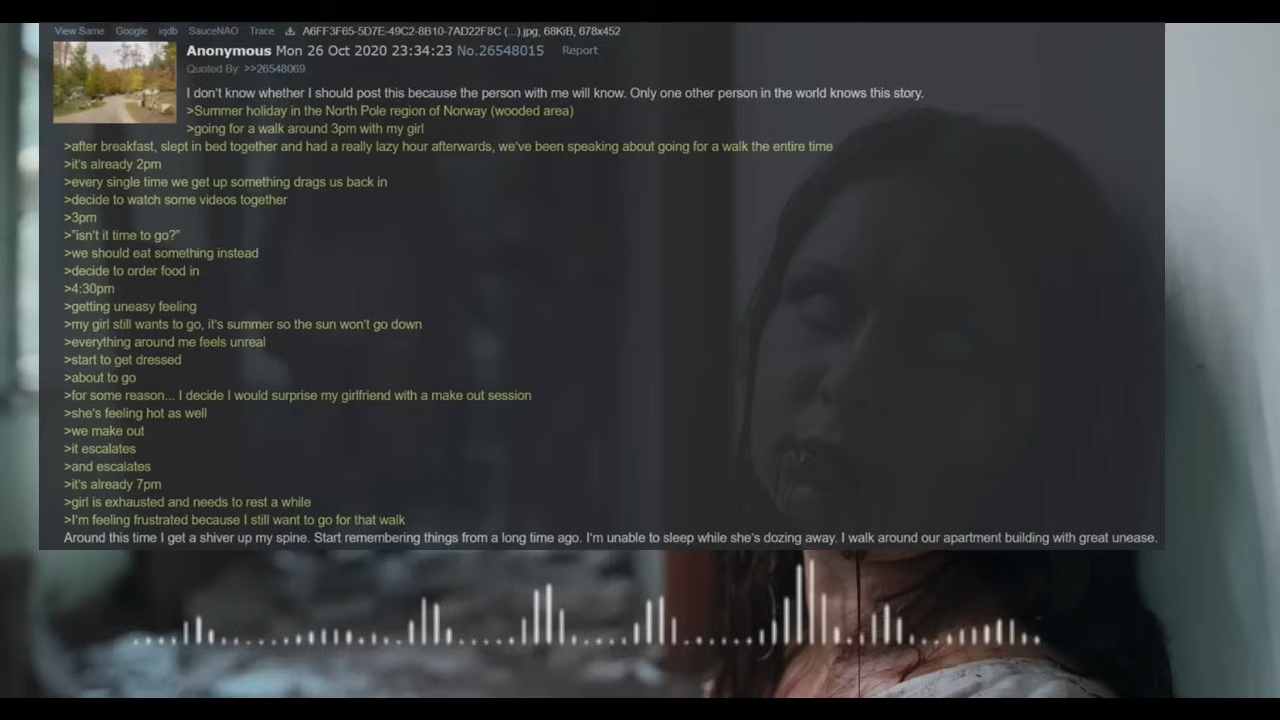 View Same Google iqdb SauceNAO Trace A6FF3F65-5D7E-49C2-8B10-7AD22F8C (...).jpg, 68KiB, 678x452
Anonymous Mon 26 Oct 2020 23:34:23 No.26548015 Report
Quoted By: >>26548069
I don't know whether I should post this because the person with me will know. Only one other person in the world knows this story.
>Summer holiday in the North Pole region of Norway (wooded area)
>going for a walk around 3pm with my girl
>after breakfast, slept in bed together and had a really lazy hour afterwards, we've been speaking about going for a walk the entire time
>it's already 2pm
>every single time we get up something drags us back in
>decide to watch some videos together
>3pm
>"isn't it time to go?"
>we should eat something instead
>decide to order food in
>4:30pm
>getting uneasy feeling
>my girl still wants to go, it's summer so the sun won't go down
>everything around me feels unreal
>start to get dressed
>about to go
>for some reason... I decide I would surprise my girlfriend with a make out session
>she's feeling hot as well
>we make out
>it escalates
>and escalates
>it's already 7pm
>girl is exhausted and needs to rest a while
>I'm feeling frustrated because I still want to go for that walk
Around this time I get a shiver up my spine. Start remembering things from a long time ago. I'm unable to sleep while she's dozing away. I walk around our apartment building with great unease.